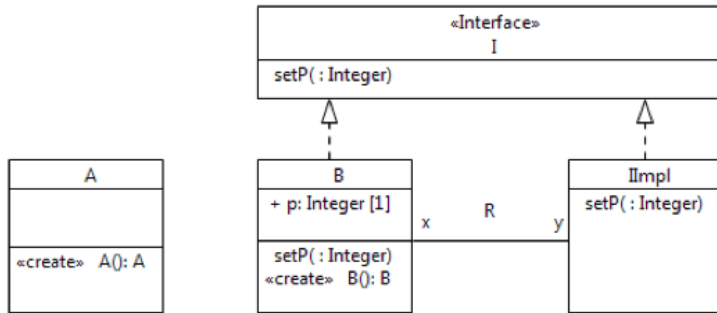 «Interface»
I
setP( : Integer)
A
«create» A(): A
B
+ p: Integer [1]
setP( : Integer)
«create» B(): B
x
R
y
IImpl
setP( : Integer)